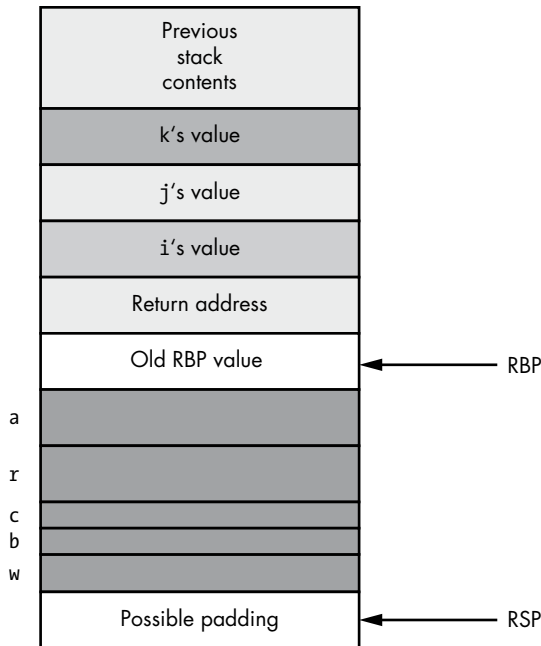 Previous
stack
contents
k‘s value
j‘s value
i‘s value
Return address
Old RBP value
RBP
a
r
c
b
w
Possible padding
RSP